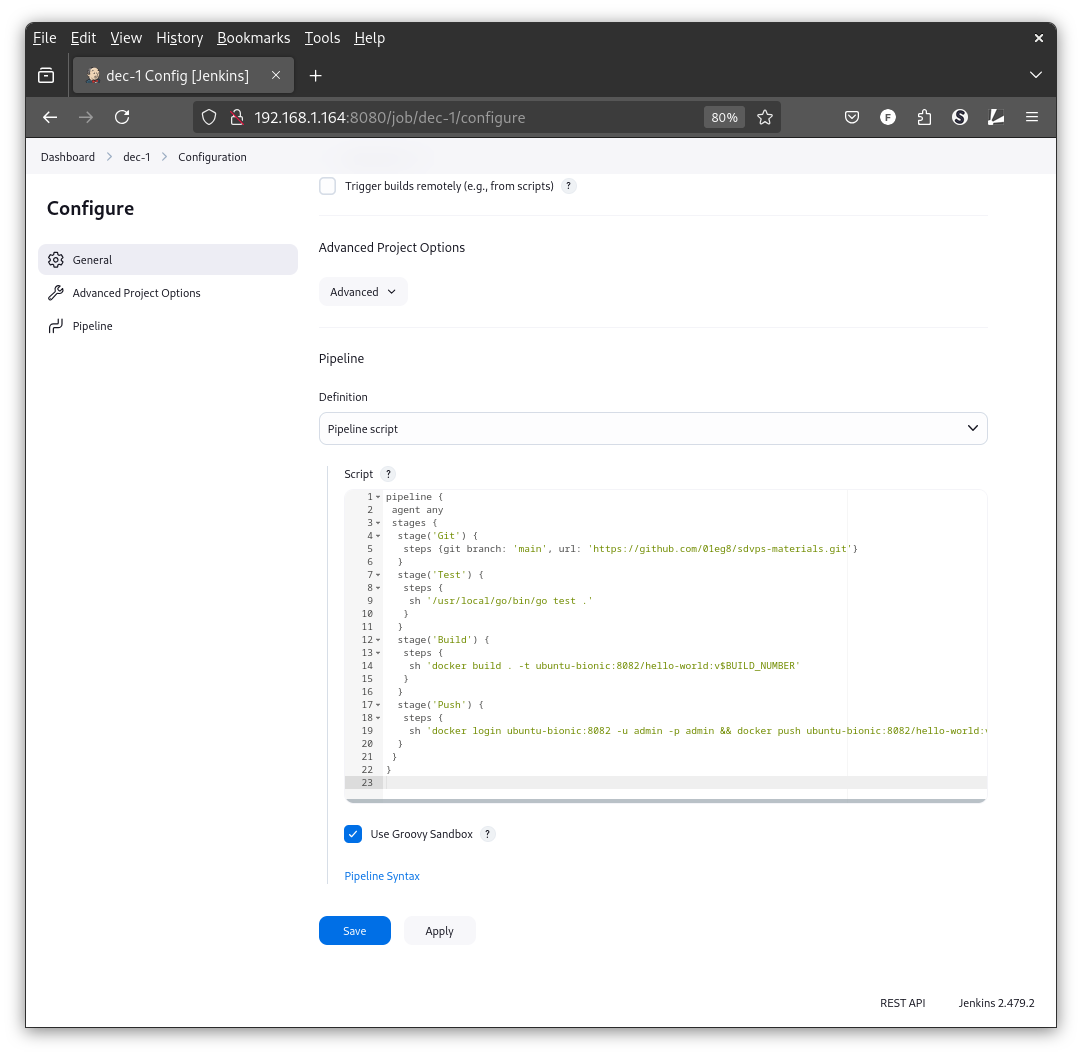 File Edit View History Bookmarks Tools Help
dec-1 Config [Jenkins]
192.168.1.164:8080/job/dec-1/configure 80%
Dashboard dec-1 Configuration
Configure
General
Advanced Project Options
Pipeline
Trigger builds remotely (e.g., from scripts) ?
Advanced Project Options
Advanced
Pipeline
Definition
Pipeline script
Script ?
1 pipeline {
2 agent any
3 stages {
4 stage('Git') {
5 steps {git branch: 'main', url: 'https://github.com/01eg8/sdvps-materials.git'}
6 }
7 stage('Test') {
8 steps {
9 sh '/usr/local/go/bin/go test .'
10 }
11 }
12 stage('Build') {
13 steps {
14 sh 'docker build . -t ubuntu-bionic:8082/hello-world:v$BUILD_NUMBER'
15 }
16 }
17 stage('Push') {
18 steps {
19 sh 'docker login ubuntu-bionic:8082 -u admin -p admin && docker push ubuntu-bionic:8082/hello-world:v
20 }
21 }
22 }
23
Use Groovy Sandbox ?
Pipeline Syntax
Save Apply
REST API Jenkins 2.479.2